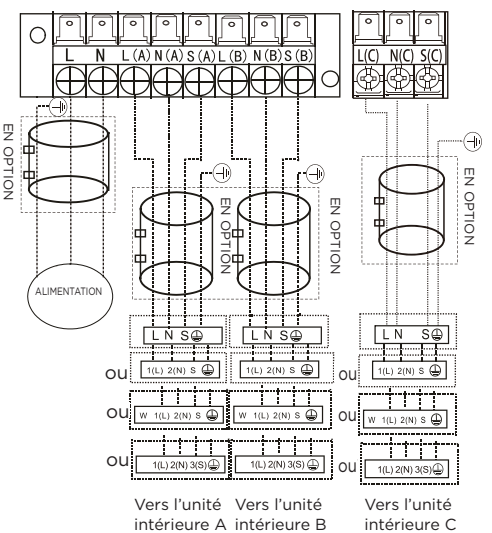 L N L(A) N(A) S(A) L(B) N(B) S(B)
L(C) N(C) S(C)
EN OPTION
EN OPTION
EN OPTION
EN OPTION
ALIMENTATION
L N S
L N S
L N S
ou 1(L) 2(N) S
1(L) 2(N) S
ou 1(L) 2(N) S
ou W 1(L) 2(N) S
W 1(L) 2(N) S
ou W 1(L) 2(N) S
ou 1(L) 2(N) 3(S)
1(L) 2(N) 3(S)
ou 1(L) 2(N) 3(S)
Vers l'unité
intérieure A
Vers l'unité
intérieure B
Vers l'unité
intérieure C